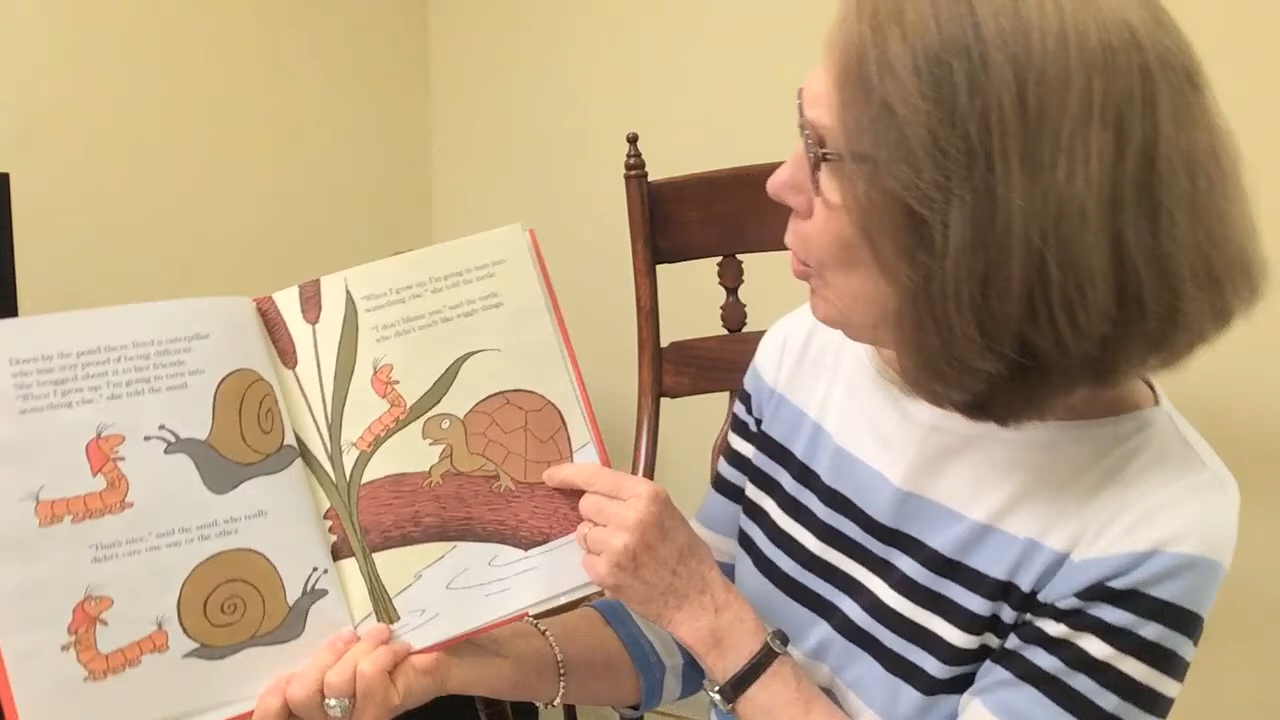 Down by the pond there lived a caterpillar
who was very proud of being different.
She bragged about it to her friends.
"When I grow up, I'm going to turn into
something else," she told the snail.
"That's nice," said the snail, who really
didn't care one way or the other.
"When I grow up, I'm going to turn into
something else," she told the turtle.
"I don't blame you," said the turtle,
who didn't much like wiggly things.